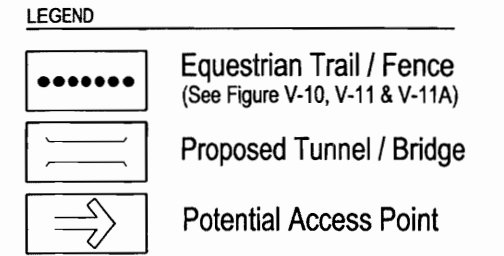 LEGEND
Equestrian Trail / Fence
(See Figure V-10, V-11 & V-11A)
Proposed Tunnel / Bridge
Potential Access Point